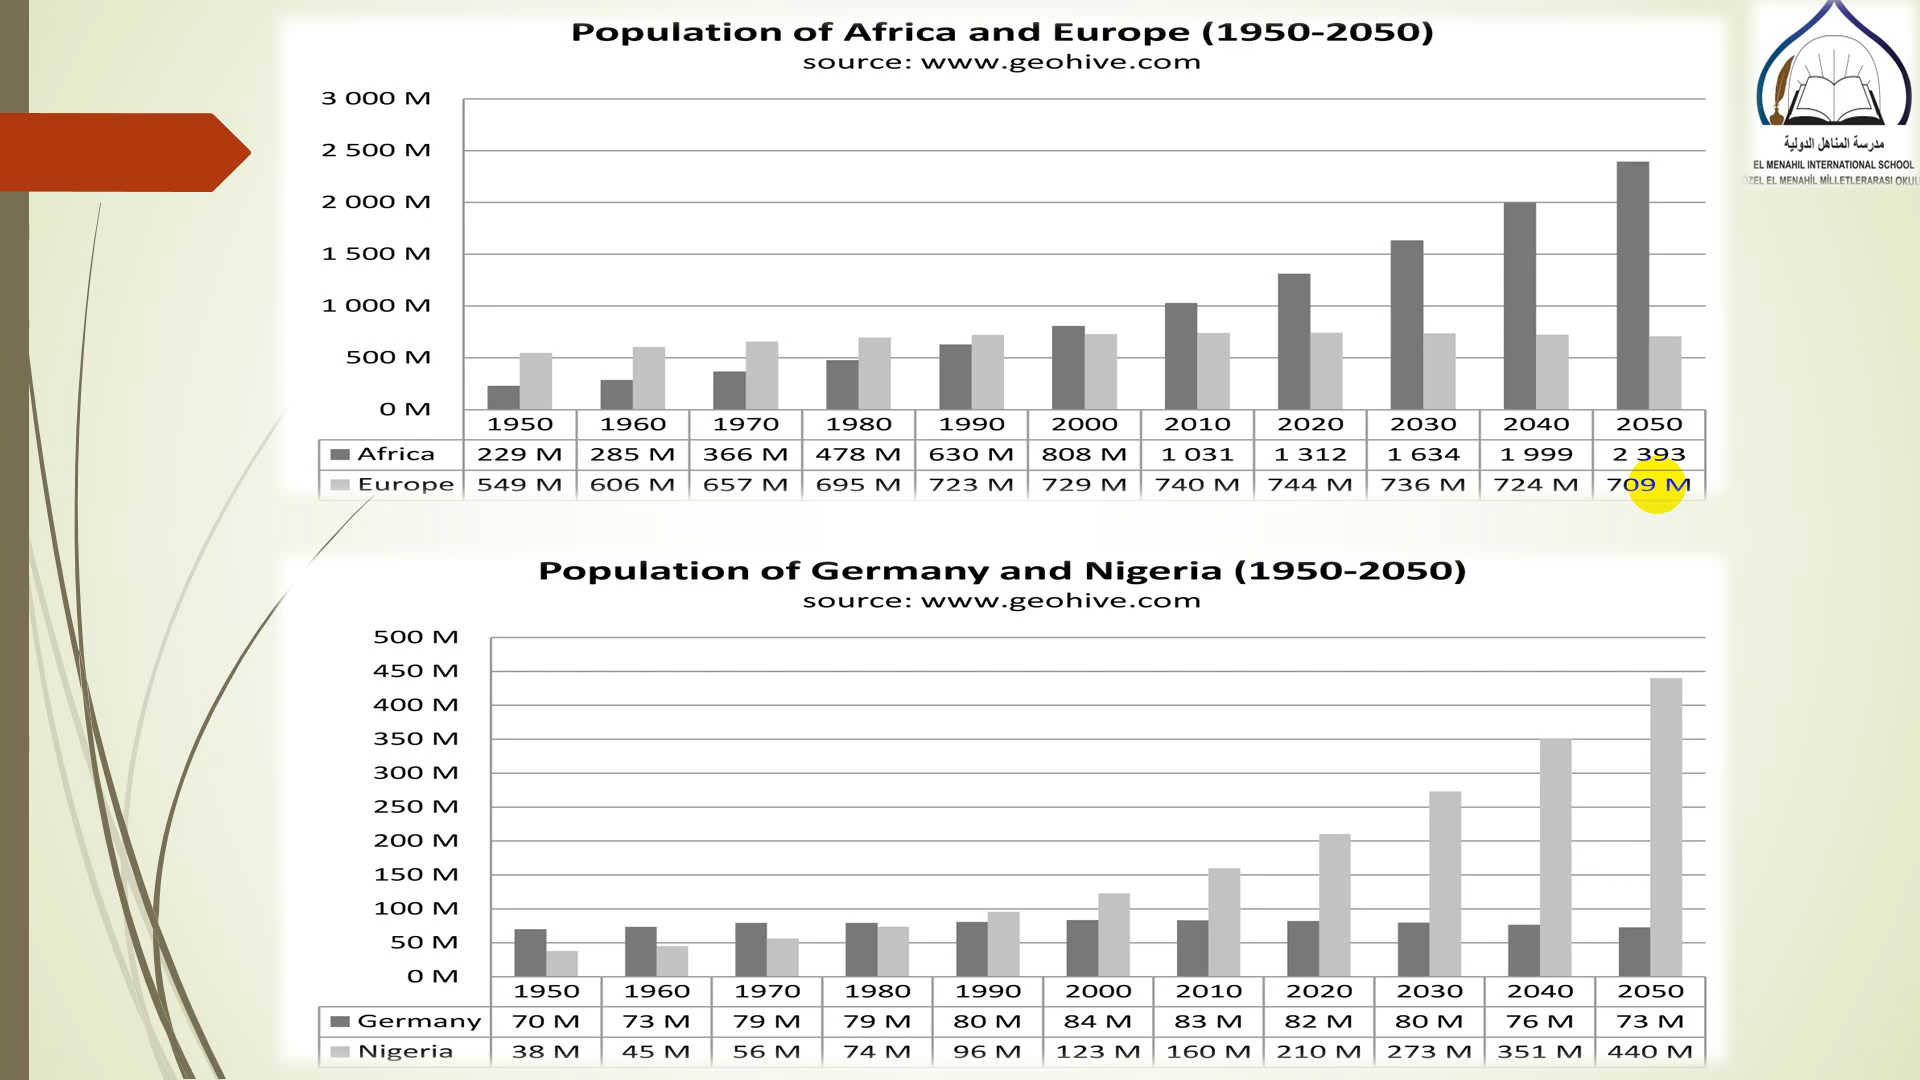 Population of Africa and Europe (1950-2050)
source: www.geohive.com
3 000 M
2 500 M
2 000 M
1 500 M
1 000 M
500 M
0 M
1950 1960 1970 1980 1990 2000 2010 2020 2030 2040 2050
Africa 229 M 285 M 366 M 478 M 630 M 808 M 1 031 1 312 1 634 1 999 2 393
Europe 549 M 606 M 657 M 695 M 723 M 729 M 740 M 744 M 736 M 724 M 709 M
مدرسة المناهل الدولية
EL MENAHIL INTERNATIONAL SCHOOL
ÖZEL EL MENAHİL MİLLETLERARASI OKUL
Population of Germany and Nigeria (1950-2050)
source: www.geohive.com
500 M
450 M
400 M
350 M
300 M
250 M
200 M
150 M
100 M
50 M
0 M
1950 1960 1970 1980 1990 2000 2010 2020 2030 2040 2050
Germany 70 M 73 M 79 M 79 M 80 M 84 M 83 M 82 M 80 M 76 M 73 M
Nigeria 38 M 45 M 56 M 74 M 96 M 123 M 160 M 210 M 273 M 351 M 440 M